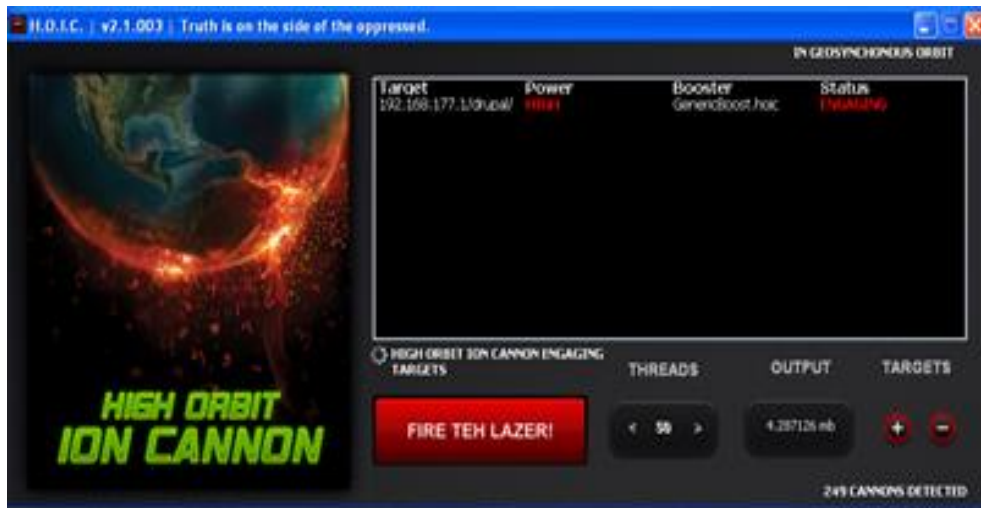 H.O.I.C. | v2.1.003 | Truth is on the side of the oppressed.
IN GEOSYNCHONOUS ORBIT
Target Power Booster Status
192.168.177.1/drupal/ GenericBoost.hoic ENGAGING
HIGH ORBIT ION CANNON ENGAGING
TARGETS
THREADS OUTPUT TARGETS
FIRE TEH LAZER!
< 50 >
4.287126 mb
+ −
HIGH ORBIT
ION CANNON
249 CANNONS DETECTED